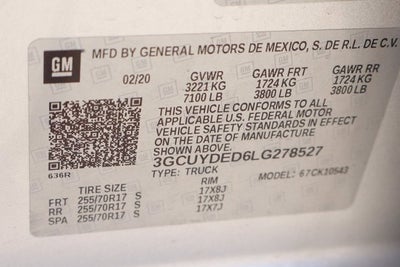 GM MFD BY GENERAL MOTORS DE MEXICO, S. DE R.L. DE C.V.
02/20 GVWR GAWR FRT GAWR RR
3221 KG 1724 KG 1724 KG
7100 LB 3800 LB 3800 LB
THIS VEHICLE CONFORMS TO ALL
APPLICABLE U.S. FEDERAL MOTOR
VEHICLE SAFETY STANDARDS IN EFFECT
ON THE DATE OF MANUFACTURE
SHOWN ABOVE.
3GCUYDED6LG278527
636R TYPE: TRUCK MODEL: 67CK10543
TIRE SIZE RIM
FRT 255/70R17 S 17X8J
RR 255/70R17 S 17X8J
SPA 255/70R17 S 17X7J